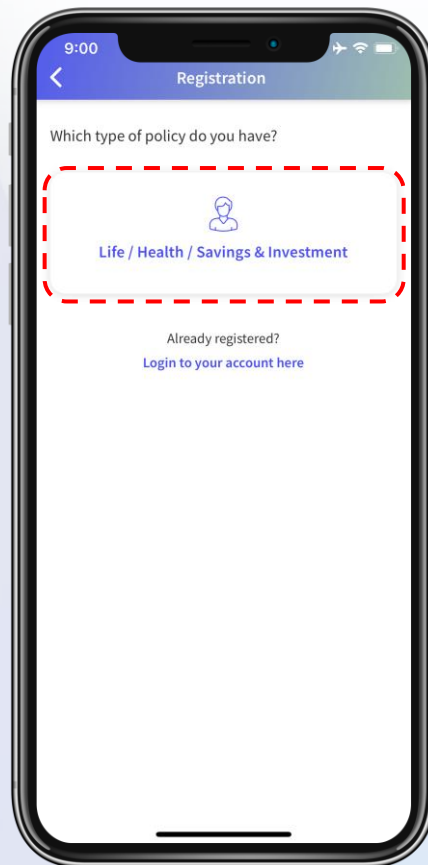 9:00
Registration
Which type of policy do you have?
Life / Health / Savings & Investment
Already registered?
Login to your account here